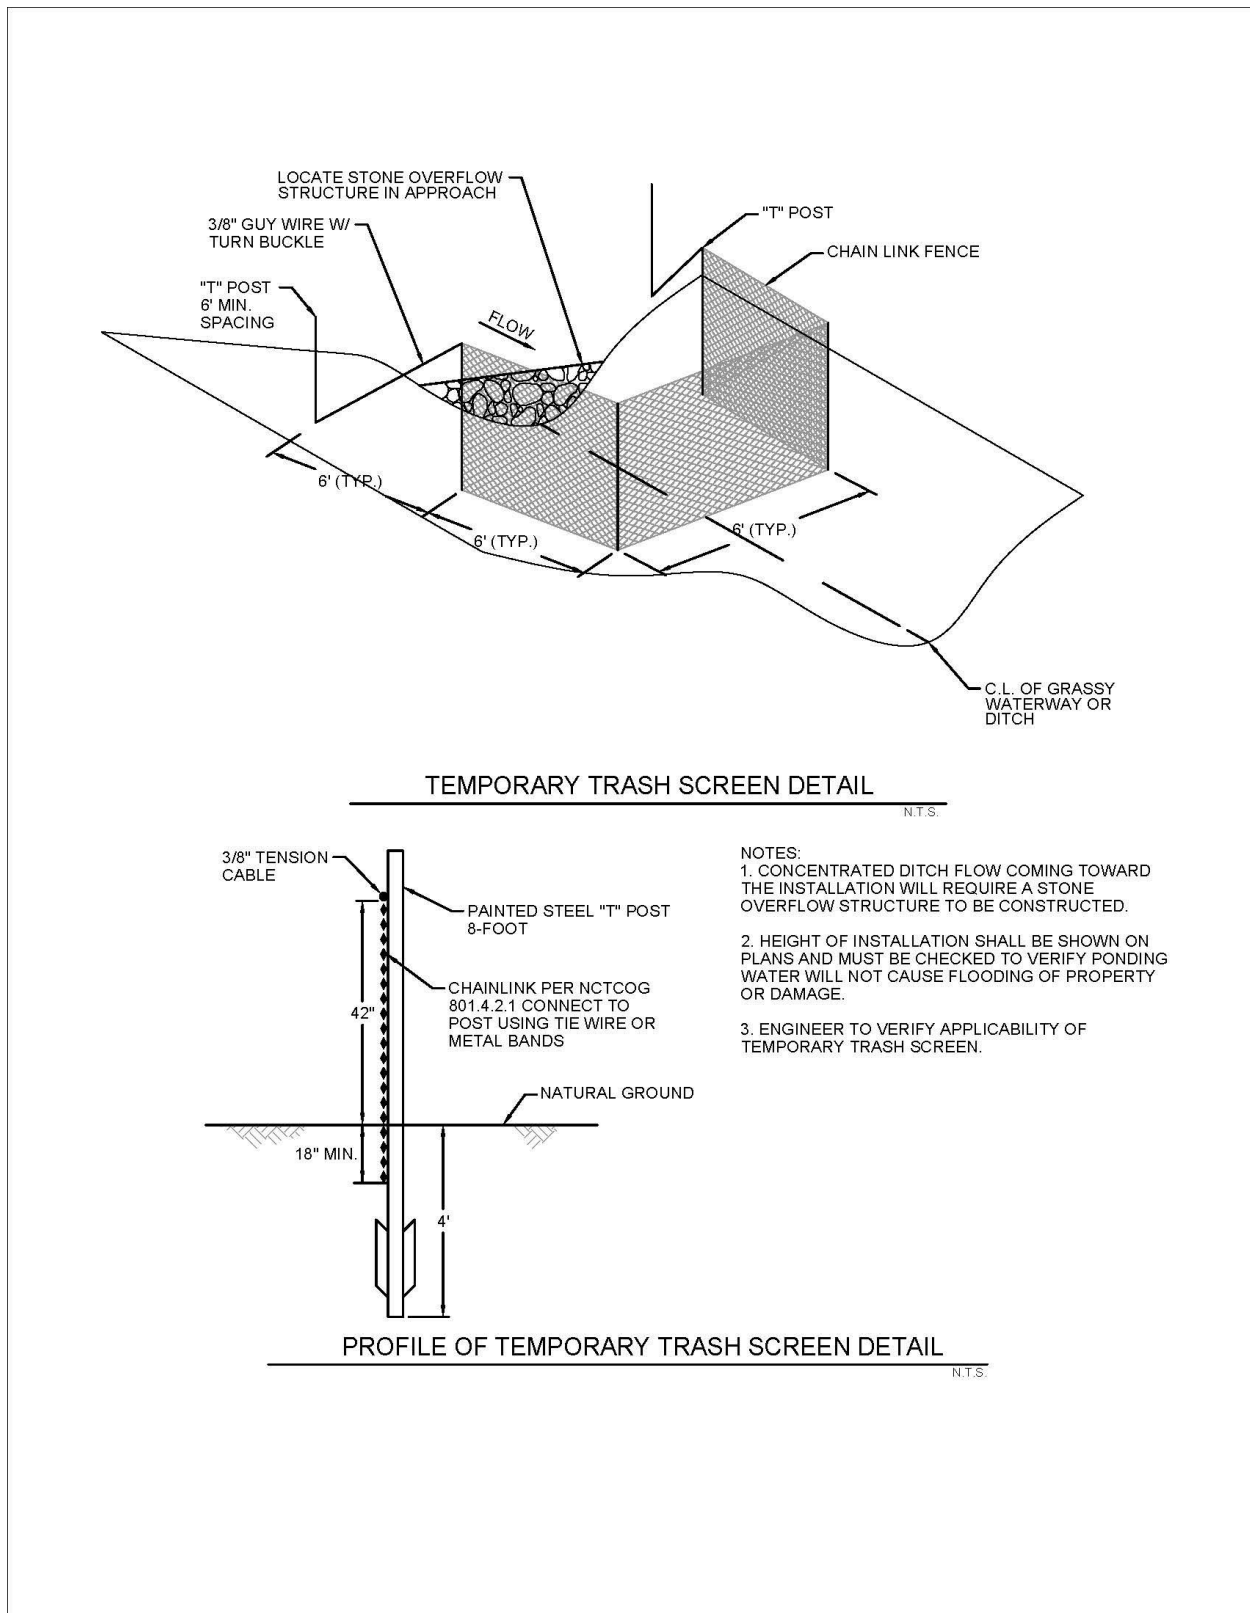 LOCATE STONE OVERFLOW
STRUCTURE IN APPROACH
3/8" GUY WIRE W/
TURN BUCKLE
"T" POST
6' MIN.
SPACING
FLOW
"T" POST
CHAIN LINK FENCE
6' (TYP.)
6' (TYP.)
6' (TYP.)
C.L. OF GRASSY
WATERWAY OR
DITCH
TEMPORARY TRASH SCREEN DETAIL
N.T.S.
3/8" TENSION
CABLE
PAINTED STEEL "T" POST
8-FOOT
CHAINLINK PER NCTCOG
801.4.2.1 CONNECT TO
POST USING TIE WIRE OR
METAL BANDS
42"
NATURAL GROUND
18" MIN.
4'
NOTES:
1. CONCENTRATED DITCH FLOW COMING TOWARD
THE INSTALLATION WILL REQUIRE A STONE
OVERFLOW STRUCTURE TO BE CONSTRUCTED.
2. HEIGHT OF INSTALLATION SHALL BE SHOWN ON
PLANS AND MUST BE CHECKED TO VERIFY PONDING
WATER WILL NOT CAUSE FLOODING OF PROPERTY
OR DAMAGE.
3. ENGINEER TO VERIFY APPLICABILITY OF
TEMPORARY TRASH SCREEN.
PROFILE OF TEMPORARY TRASH SCREEN DETAIL
N.T.S.